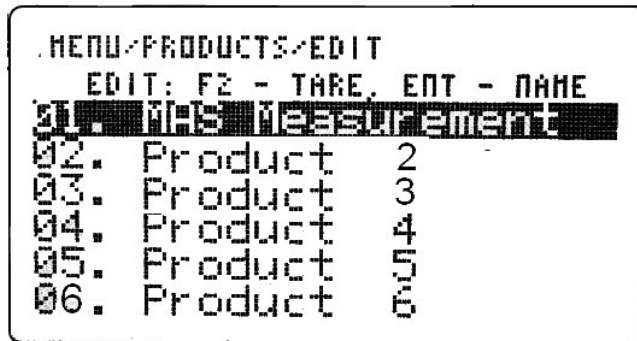 MENU/PRODUCTS/EDIT
EDIT: F2 - TARE, ENT - NAME
01. MAS Measurement
02. Product 2
03. Product 3
04. Product 4
05. Product 5
06. Product 6